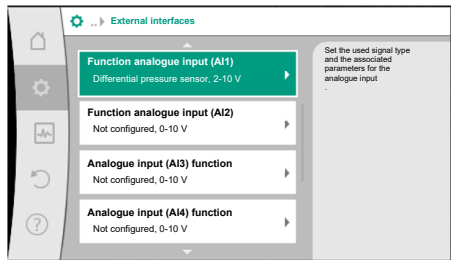 .. External interfaces
Function analogue input (AI1)
Differential pressure sensor, 2-10 V
Function analogue input (AI2)
Not configured, 0-10 V
Analogue input (AI3) function
Not configured, 0-10 V
Analogue input (AI4) function
Not configured, 0-10 V
Set the used signal type
and the associated
parameters for the
analogue input
.
?